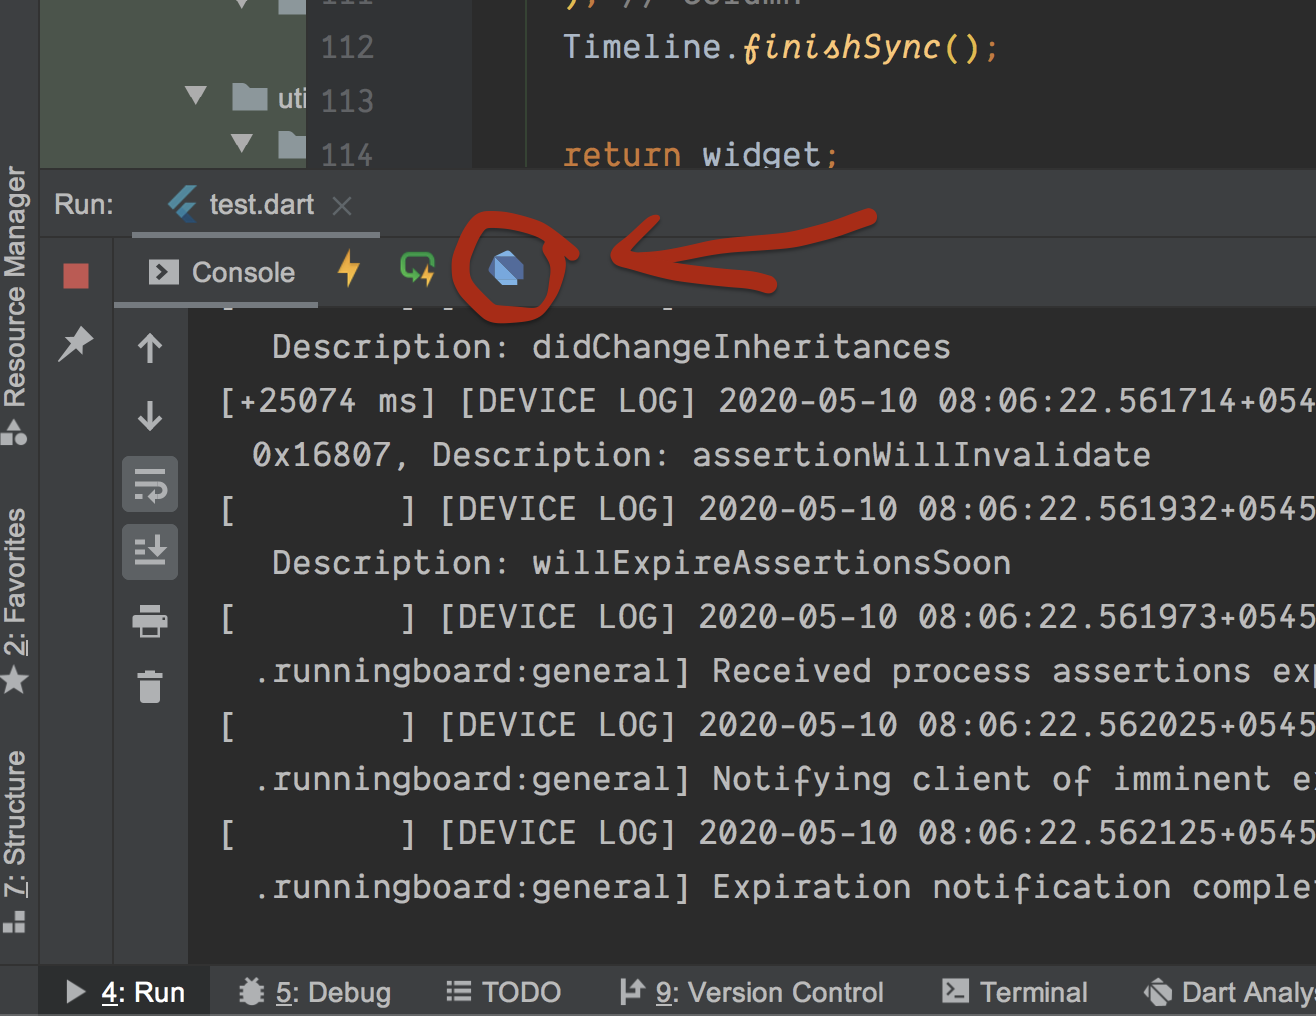 111 ); // Column
112 Timeline.finishSync();
uti 113
114 return widget;
Run: test.dart
Console
Description: didChangeInheritances
[+25074 ms] [DEVICE LOG] 2020-05-10 08:06:22.561714+054
0x16807, Description: assertionWillInvalidate
[ ] [DEVICE LOG] 2020-05-10 08:06:22.561932+0545
Description: willExpireAssertionsSoon
[ ] [DEVICE LOG] 2020-05-10 08:06:22.561973+0545
.runningboard:general] Received process assertions exp
[ ] [DEVICE LOG] 2020-05-10 08:06:22.562025+0545
.runningboard:general] Notifying client of imminent ex
[ ] [DEVICE LOG] 2020-05-10 08:06:22.562125+0545
.runningboard:general] Expiration notification complet
Resource Manager
2: Favorites
7: Structure
4: Run 5: Debug TODO 9: Version Control Terminal Dart Analys